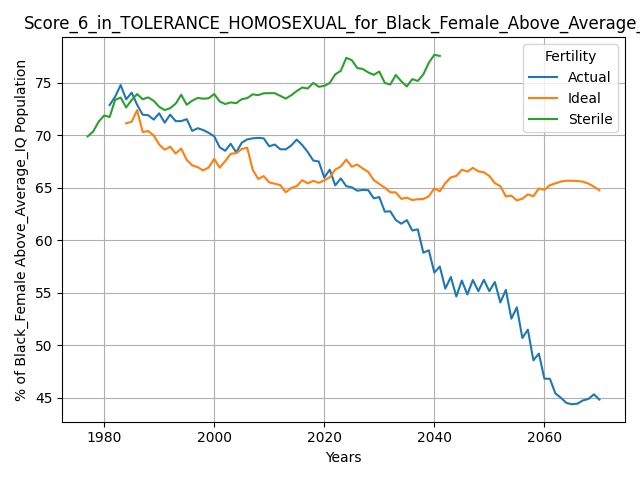 Score_6_in_TOLERANCE_HOMOSEXUAL_for_Black_Female_Above_Average_
Fertility
Actual
Ideal
Sterile
% of Black_Female Above_Average_IQ Population
75
70
65
60
55
50
45
1980
2000
2020
2040
2060
Years